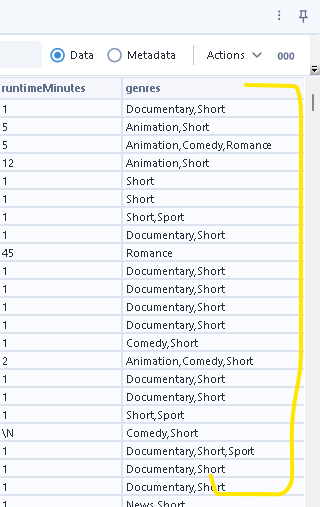 Data Metadata Actions 000
runtimeMinutes genres
1 Documentary,Short
5 Animation,Short
5 Animation,Comedy,Romance
12 Animation,Short
1 Short
1 Short
1 Short,Sport
1 Documentary,Short
45 Romance
1 Documentary,Short
1 Documentary,Short
1 Documentary,Short
1 Documentary,Short
1 Comedy,Short
2 Animation,Comedy,Short
1 Documentary,Short
1 Documentary,Short
1 Short,Sport
\N Comedy,Short
1 Documentary,Short,Sport
1 Documentary,Short
1 Documentary,Short
1 News,Short